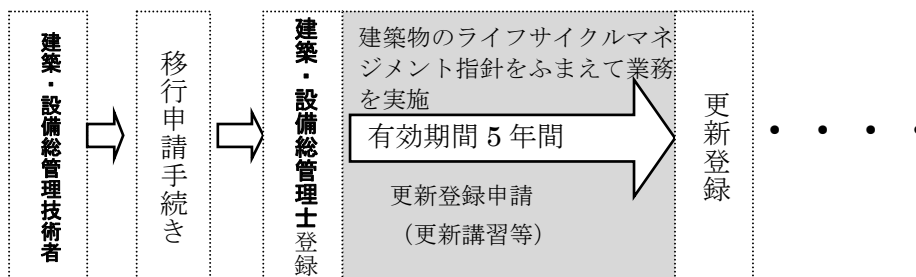 建築・設備総管理技術者
移行申請手続き
建築・設備総管理士登録
建築物のライフサイクルマネ
ジメント指針をふまえて業務
を実施
有効期間 5 年間
更新登録申請
（更新講習等）
更新登録
・・・・